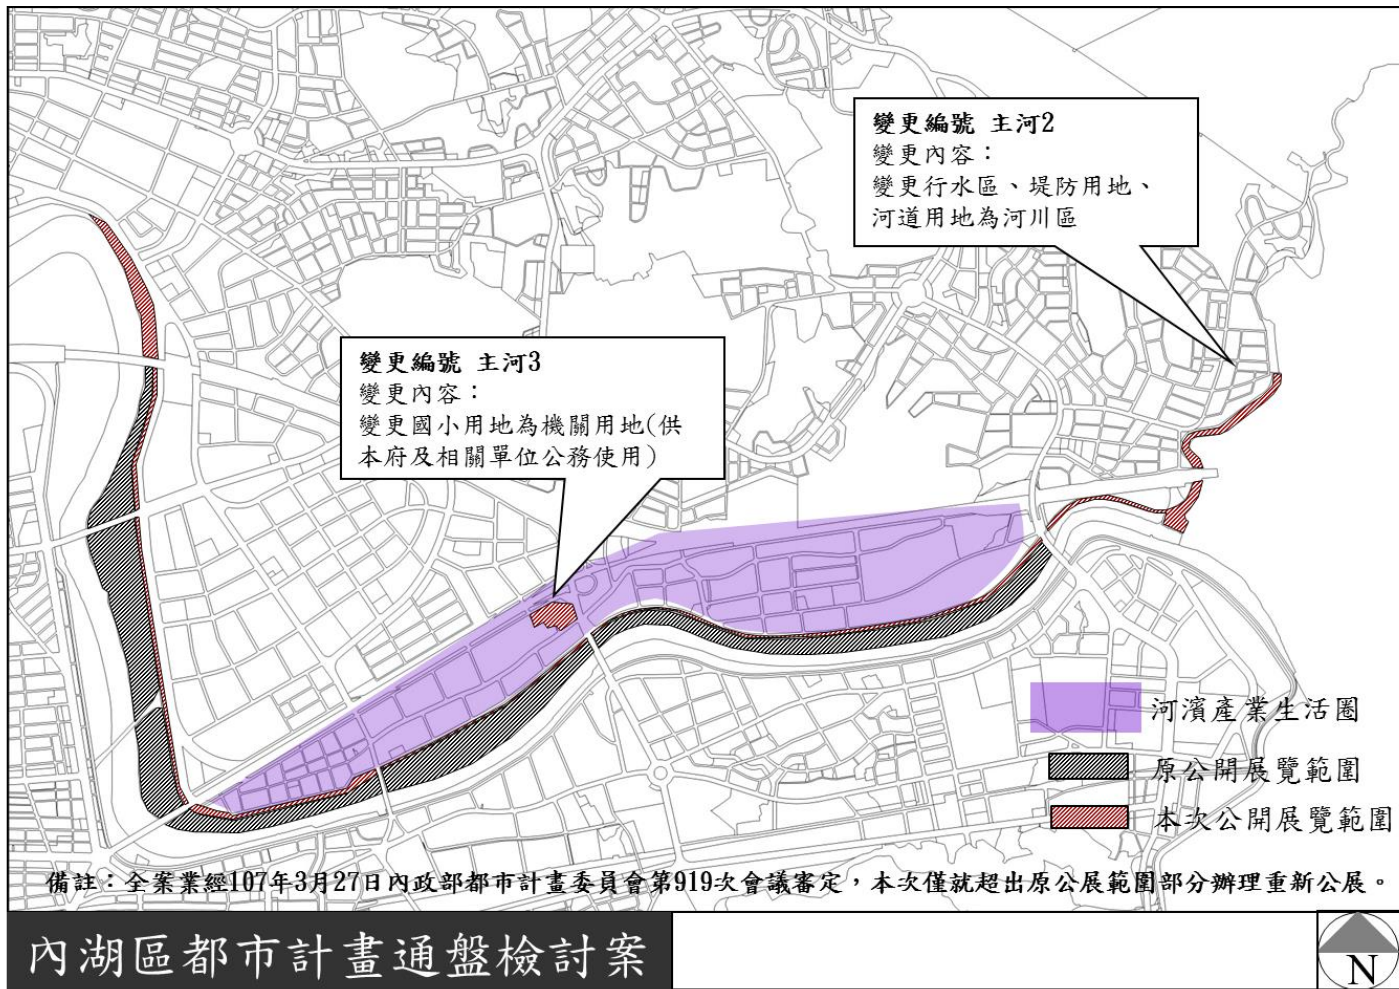 變更編號 主河2
變更內容：
變更行水區、堤防用地、
河道用地為河川區
變更編號 主河3
變更內容：
變更國小用地為機關用地(供
本府及相關單位公務使用)
河濱產業生活圈
原公開展覽範圍
本次公開展覽範圍
備註：全案業經107年3月27日內政部都市計畫委員會第919次會議審定，本次僅就超出原公展範圍部分辦理重新公展。
內湖區都市計畫通盤檢討案
N